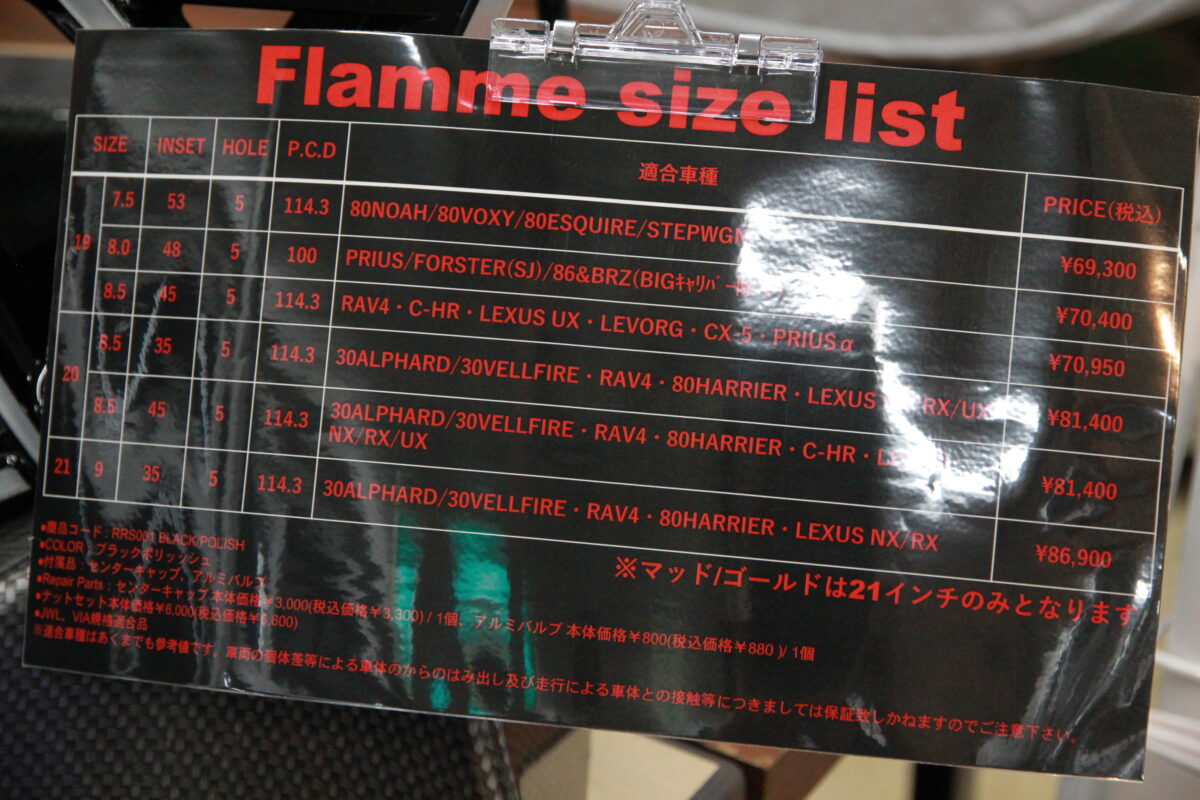 Flamme size list
SIZE INSET HOLE P.C.D 適合車種 PRICE(税込)
19 7.5 53 5 114.3 80NOAH/80VOXY/80ESQUIRE/STEPWGN ¥69,300
8.0 48 5 100 PRIUS/FORSTER(SJ)/86&BRZ(BIGｷｬﾘﾊﾟｰ ¥70,400
8.5 45 5 114.3 RAV4・C-HR・LEXUS UX・LEVORG・CX-5・PRIUSα ¥70,950
20 8.5 35 5 114.3 30ALPHARD/30VELLFIRE・RAV4・80HARRIER・LEXUS RX/UX ¥81,400
8.5 45 5 114.3 30ALPHARD/30VELLFIRE・RAV4・80HARRIER・C-HR・ ¥81,400
NX/RX/UX
21 9 35 5 114.3 30ALPHARD/30VELLFIRE・RAV4・80HARRIER・LEXUS NX/RX ¥86,900
※マッド/ゴールドは21インチのみとなります
●商品コード：RRS001 BLACK/POLISH
●COLOR：ブラックポリッッシュ
●付属品：センターキャップ、アルミバルブ
●Repair Parts：センターキャップ 本体価格¥3,000(税込価格¥3,300) / 1個、アルミバルブ 本体価格¥800(税込価格¥880 )/ 1個
●ナットセット本体価格¥6,000(税込価格¥6,600)
●JWL、VIA規格適合品
※適合車種はあくまでも参考値です。車両の個体差等による車体のからのはみ出し及び走行による車体との接触等につきましては保証致しかねますのでご注意下さい。